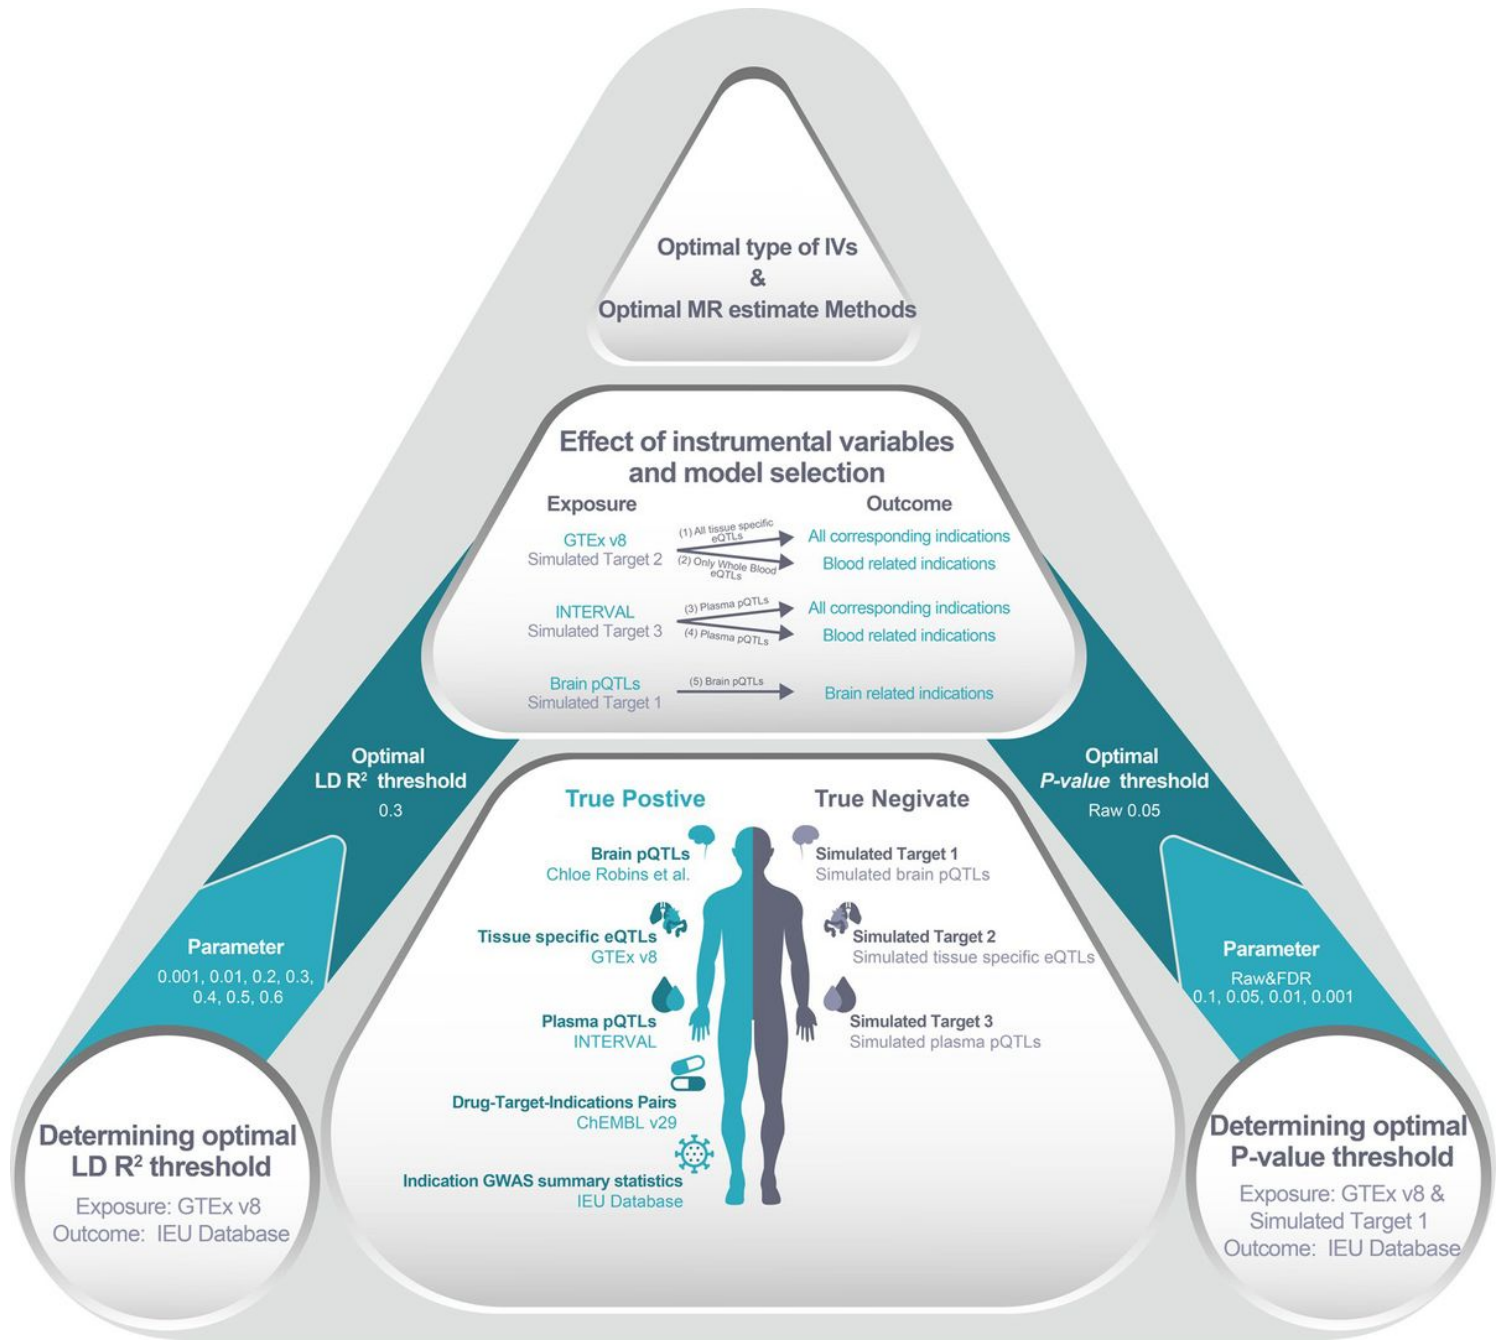 Optimal type of IVs
&
Optimal MR estimate Methods
Effect of instrumental variables
and model selection
Exposure
Outcome
GTEx v8
Simulated Target 2
(1) All tissue specific
eQTLs
(2) Only Whole Blood
eQTLs
All corresponding indications
Blood related indications
INTERVAL
Simulated Target 3
(3) Plasma pQTLs
(4) Plasma pQTLs
All corresponding indications
Blood related indications
Brain pQTLs
Simulated Target 1
(5) Brain pQTLs
Brain related indications
Optimal
LD R² threshold
0.3
Parameter
0.001, 0.01, 0.2, 0.3,
0.4, 0.5, 0.6
Determining optimal
LD R² threshold
Exposure: GTEx v8
Outcome: IEU Database
True Postive
Brain pQTLs
Chloe Robins et al.
Tissue specific eQTLs
GTEx v8
Plasma pQTLs
INTERVAL
Drug-Target-Indications Pairs
ChEMBL v29
Indication GWAS summary statistics
IEU Database
True Negivate
Simulated Target 1
Simulated brain pQTLs
Simulated Target 2
Simulated tissue specific eQTLs
Simulated Target 3
Simulated plasma pQTLs
Optimal
P-value threshold
Raw 0.05
Parameter
Raw&FDR
0.1, 0.05, 0.01, 0.001
Determining optimal
P-value threshold
Exposure: GTEx v8 &
Simulated Target 1
Outcome: IEU Database